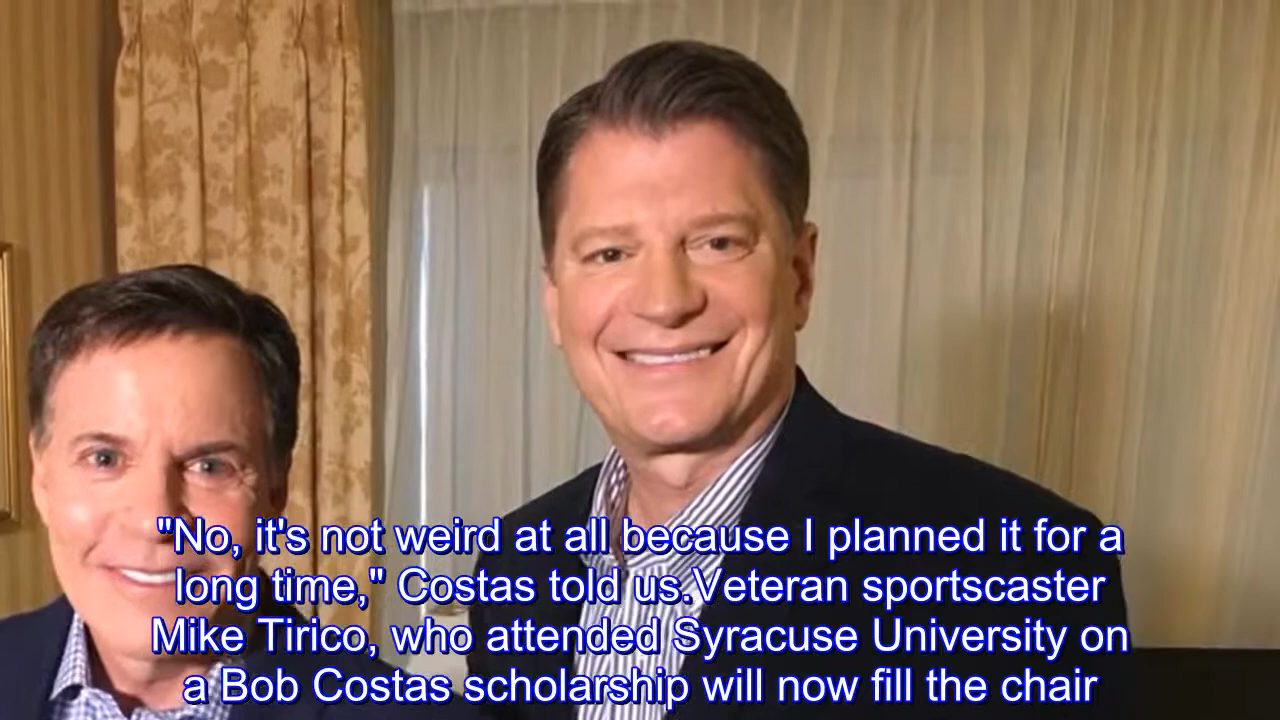 "No, it's not weird at all because I planned it for a
long time," Costas told us.Veteran sportscaster
Mike Tirico, who attended Syracuse University on
a Bob Costas scholarship will now fill the chair